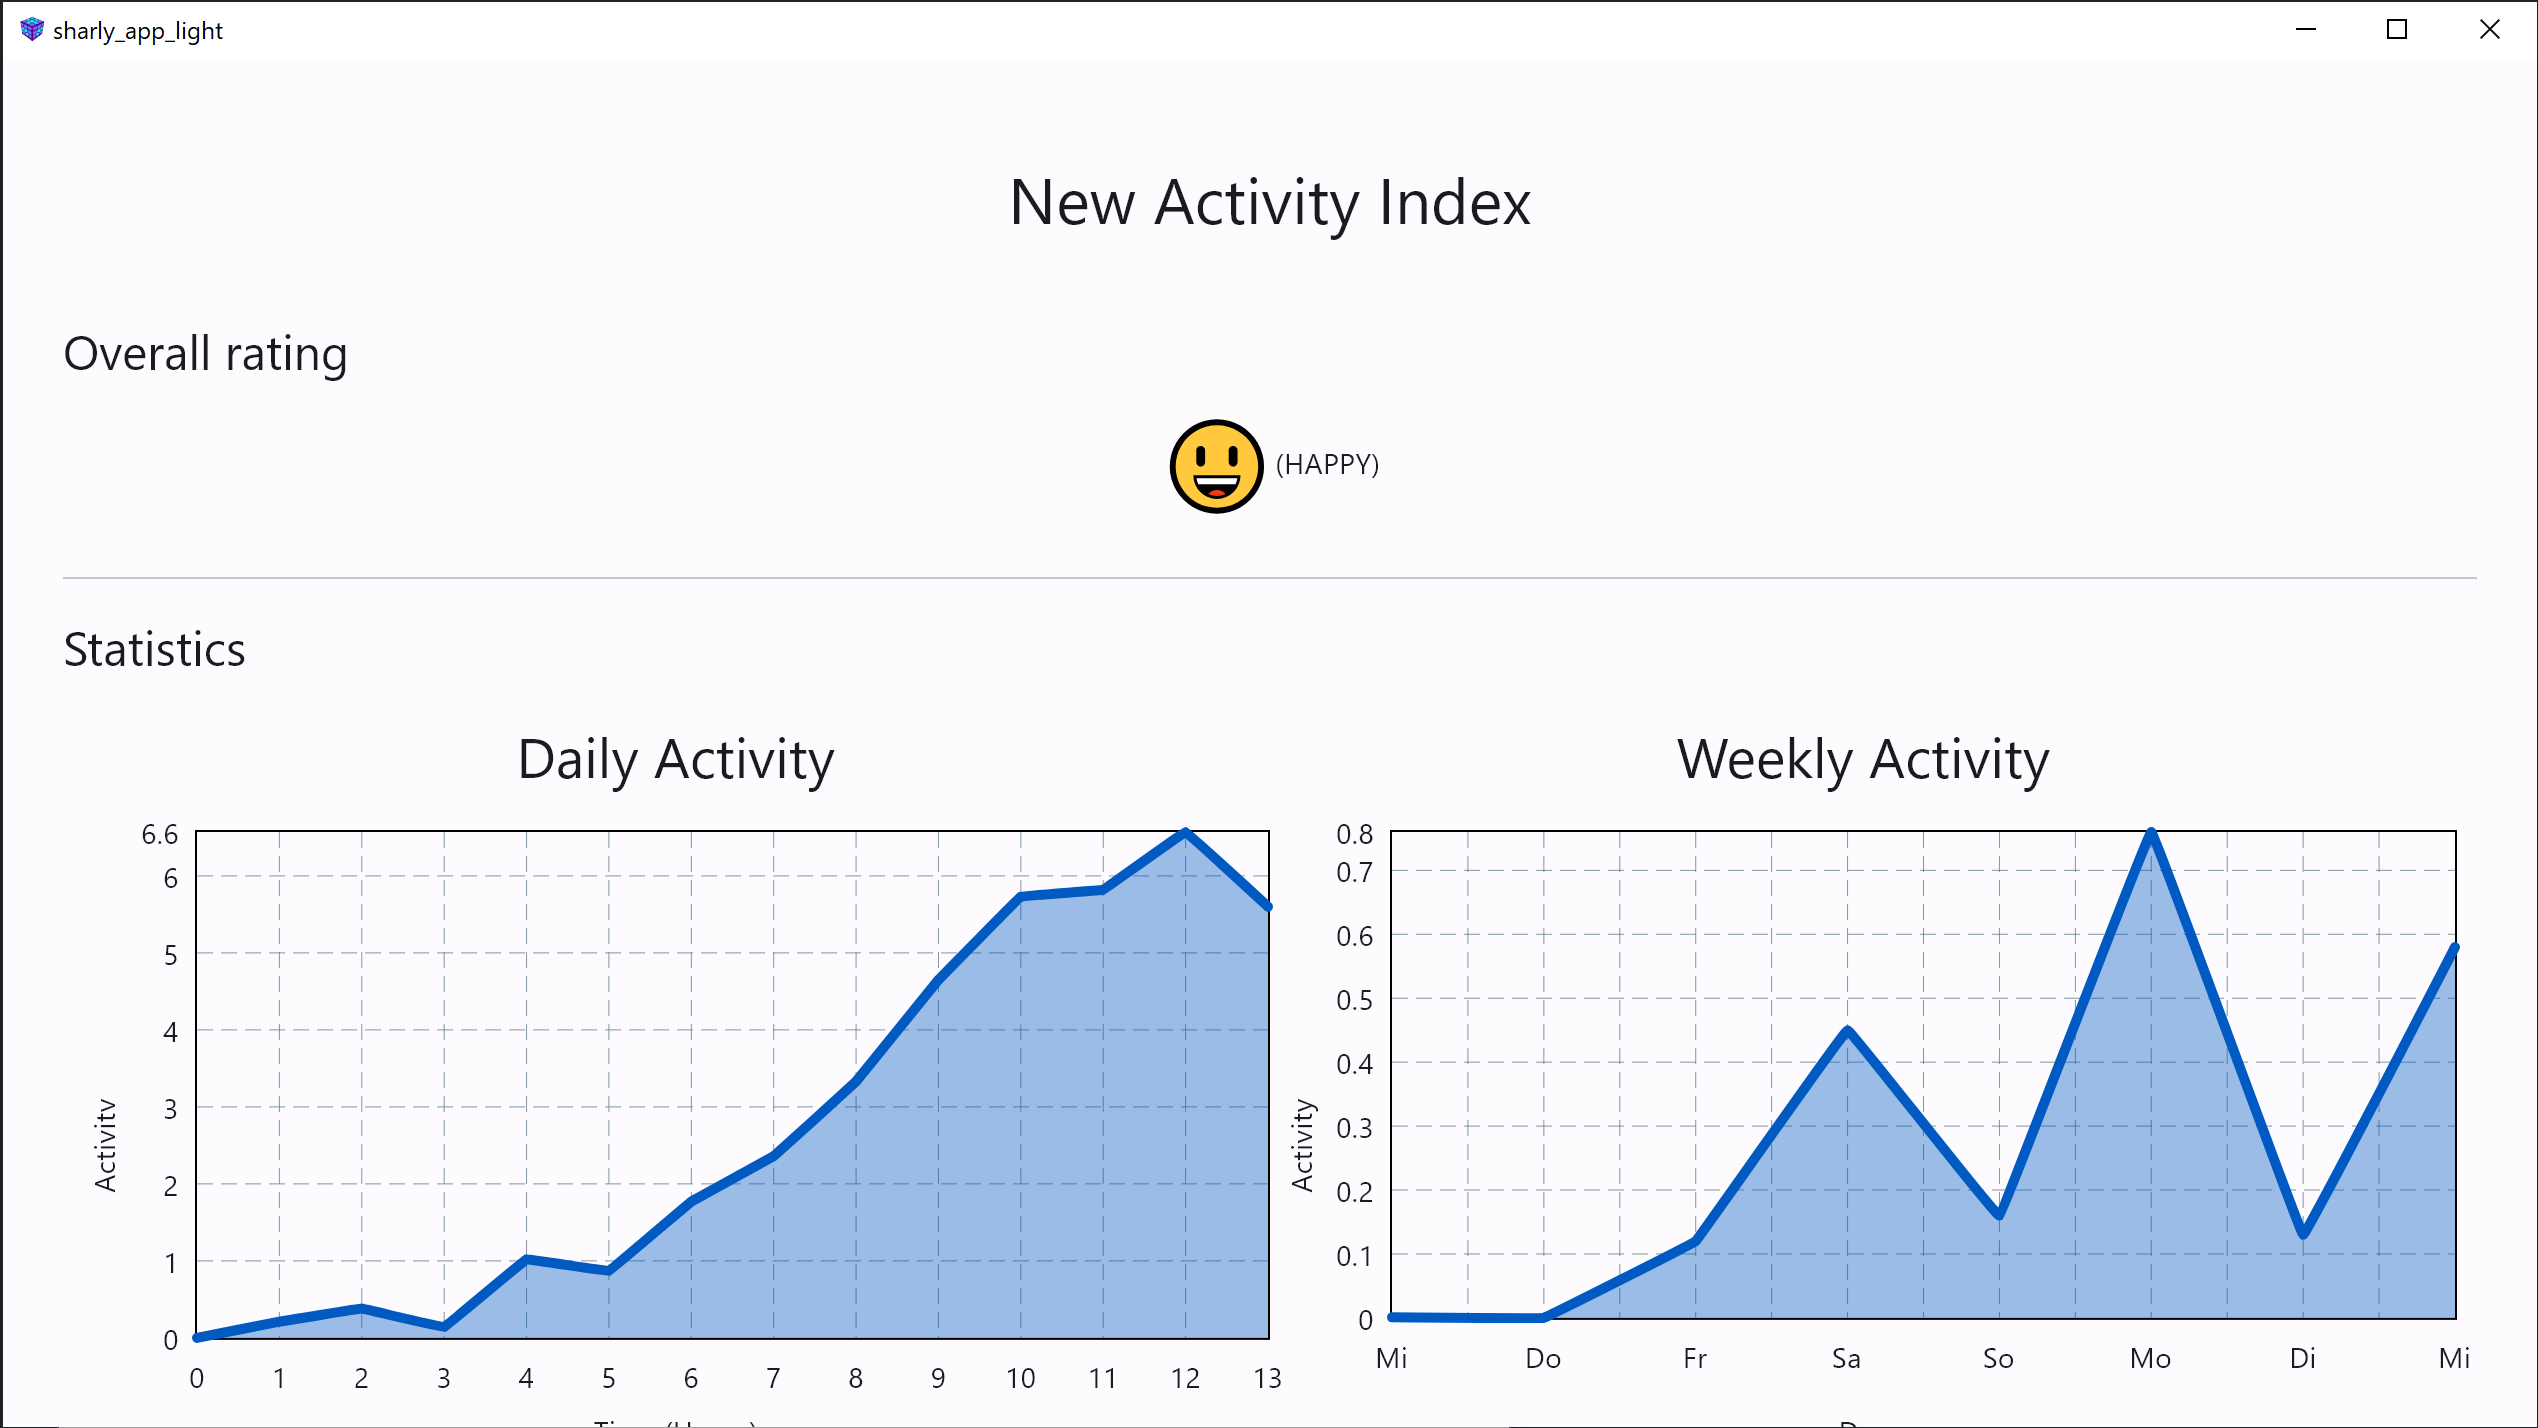 sharly_app_light
New Activity Index
Overall rating
(HAPPY)
Statistics
Daily Activity
Weekly Activity
6.6
6
5
4
3
2
1
0
Activity
0 1 2 3 4 5 6 7 8 9 10 11 12 13
0.8
0.7
0.6
0.5
0.4
0.3
0.2
0.1
0
Activity
Mi Do Fr Sa So Mo Di Mi